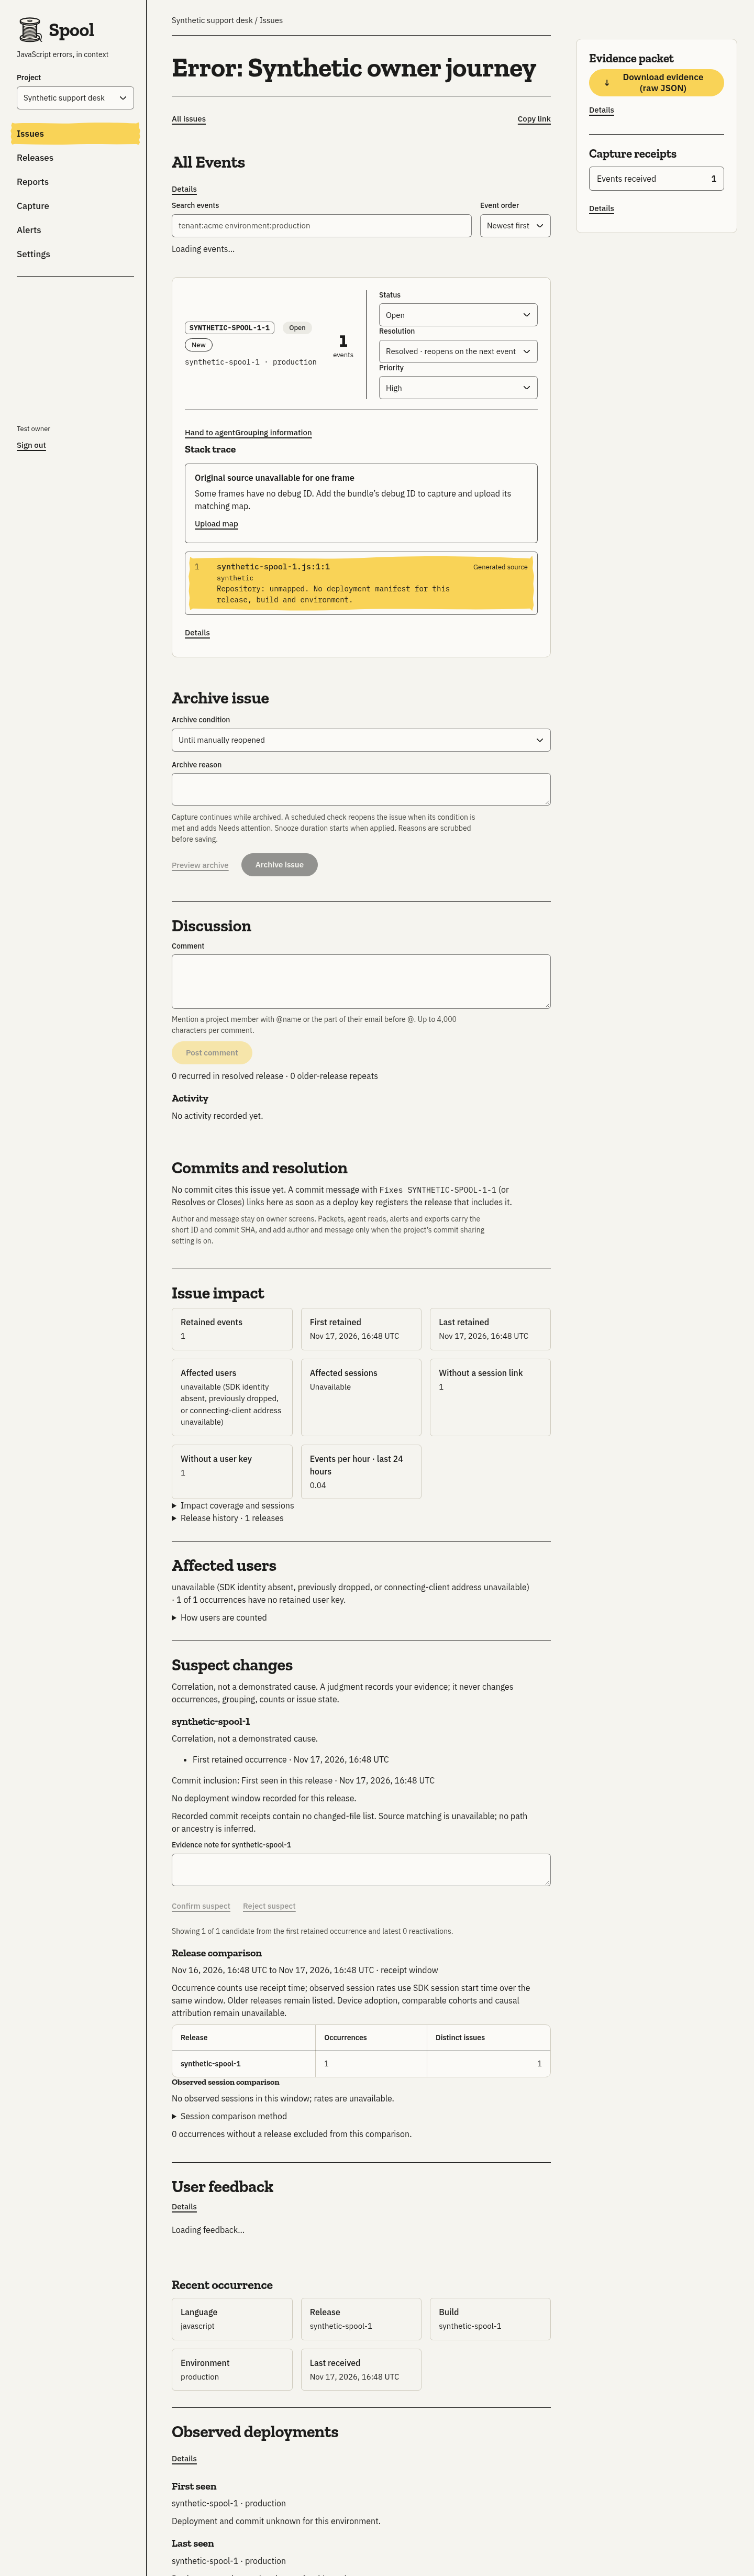 Spool
JavaScript errors, in context
Project
Synthetic support desk
Issues
Releases
Reports
Capture
Alerts
Settings
Test owner
Sign out
Synthetic support desk / Issues
Error: Synthetic owner journey
All issues
Copy link
All Events
Details
Search events
Event order
tenant:acme environment:production
Newest first
Loading events...
SYNTHETIC-SPOOL-1-1
Open
New
synthetic-spool-1 · production
1
events
Status
Open
Resolution
Resolved · reopens on the next event
Priority
High
Hand to agentGrouping information
Stack trace
Original source unavailable for one frame
Some frames have no debug ID. Add the bundle's debug ID to capture and upload its
matching map.
Upload map
1 synthetic-spool-1.js:1:1 Generated source
synthetic
Repository: unmapped. No deployment manifest for this
release, build and environment.
Details
Archive issue
Archive condition
Until manually reopened
Archive reason
Capture continues while archived. A scheduled check reopens the issue when its condition is
met and adds Needs attention. Snooze duration starts when applied. Reasons are scrubbed
before saving.
Preview archive
Archive issue
Discussion
Comment
Mention a project member with @name or the part of their email before @. Up to 4,000
characters per comment.
Post comment
0 recurred in resolved release · 0 older-release repeats
Activity
No activity recorded yet.
Commits and resolution
No commit cites this issue yet. A commit message with Fixes SYNTHETIC-SPOOL-1-1 (or
Resolves or Closes) links here as soon as a deploy key registers the release that includes it.
Author and message stay on owner screens. Packets, agent reads, alerts and exports carry the
short ID and commit SHA, and add author and message only when the project's commit sharing
setting is on.
Issue impact
Retained events
1
First retained
Nov 17, 2026, 16:48 UTC
Last retained
Nov 17, 2026, 16:48 UTC
Affected users
unavailable (SDK identity
absent, previously dropped,
or connecting-client address
unavailable)
Affected sessions
Unavailable
Without a session link
1
Without a user key
1
Events per hour · last 24
hours
0.04
Impact coverage and sessions
Release history · 1 releases
Affected users
unavailable (SDK identity absent, previously dropped, or connecting-client address unavailable)
· 1 of 1 occurrences have no retained user key.
How users are counted
Suspect changes
Correlation, not a demonstrated cause. A judgment records your evidence; it never changes
occurrences, grouping, counts or issue state.
synthetic-spool-1
Correlation, not a demonstrated cause.
• First retained occurrence · Nov 17, 2026, 16:48 UTC
Commit inclusion: First seen in this release · Nov 17, 2026, 16:48 UTC
No deployment window recorded for this release.
Recorded commit receipts contain no changed-file list. Source matching is unavailable; no path
or ancestry is inferred.
Evidence note for synthetic-spool-1
Confirm suspect
Reject suspect
Showing 1 of 1 candidate from the first retained occurrence and latest 0 reactivations.
Release comparison
Nov 16, 2026, 16:48 UTC to Nov 17, 2026, 16:48 UTC · receipt window
Occurrence counts use receipt time; observed session rates use SDK session start time over the
same window. Older releases remain listed. Device adoption, comparable cohorts and causal
attribution remain unavailable.
Release Occurrences Distinct issues
synthetic-spool-1 1 1
Observed session comparison
No observed sessions in this window; rates are unavailable.
Session comparison method
0 occurrences without a release excluded from this comparison.
User feedback
Details
Loading feedback...
Recent occurrence
Language
javascript
Release
synthetic-spool-1
Build
synthetic-spool-1
Environment
production
Last received
Nov 17, 2026, 16:48 UTC
Observed deployments
Details
First seen
synthetic-spool-1 · production
Deployment and commit unknown for this environment.
Last seen
synthetic-spool-1 · production
Evidence packet
↓ Download evidence
(raw JSON)
Details
Capture receipts
Events received 1
Details